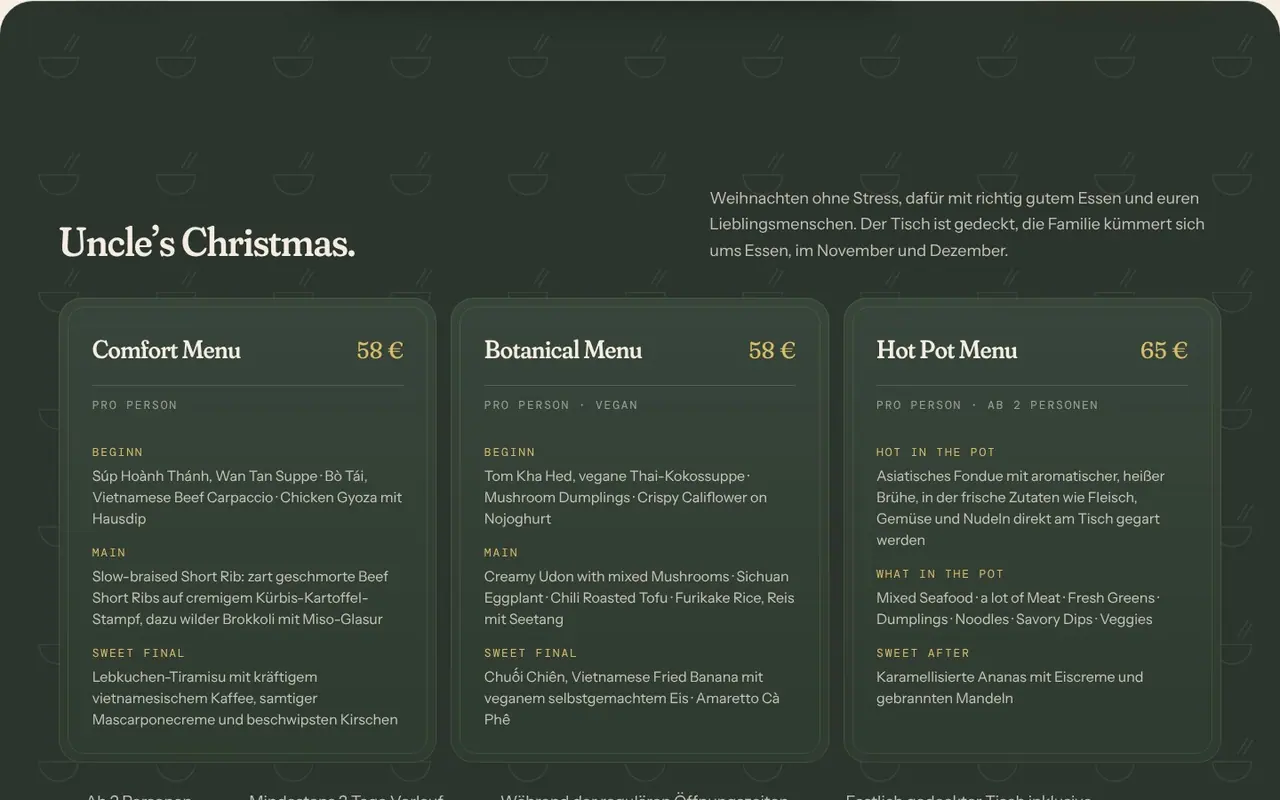 Uncle’s Christmas.
Weihnachten ohne Stress, dafür mit richtig gutem Essen und euren
Lieblingsmenschen. Der Tisch ist gedeckt, die Familie kümmert sich
ums Essen, im November und Dezember.
Comfort Menu 58 €
PRO PERSON
BEGINN
Súp Hoành Thánh, Wan Tan Suppe · Bò Tái,
Vietnamese Beef Carpaccio · Chicken Gyoza mit
Hausdip
MAIN
Slow-braised Short Rib: zart geschmorte Beef
Short Ribs auf cremigem Kürbis-Kartoffel-
Stampf, dazu wilder Brokkoli mit Miso-Glasur
SWEET FINAL
Lebkuchen-Tiramisu mit kräftigem
vietnamesischem Kaffee, samtiger
Mascarponecreme und beschwipsten Kirschen
Botanical Menu 58 €
PRO PERSON · VEGAN
BEGINN
Tom Kha Hed, vegane Thai-Kokossuppe ·
Mushroom Dumplings · Crispy Califlower on
Nojoghurt
MAIN
Creamy Udon with mixed Mushrooms · Sichuan
Eggplant · Chili Roasted Tofu · Furikake Rice, Reis
mit Seetang
SWEET FINAL
Chuối Chiên, Vietnamese Fried Banana mit
veganem selbstgemachtem Eis · Amaretto Cà
Phê
Hot Pot Menu 65 €
PRO PERSON · AB 2 PERSONEN
HOT IN THE POT
Asiatisches Fondue mit aromatischer, heißer
Brühe, in der frische Zutaten wie Fleisch,
Gemüse und Nudeln direkt am Tisch gegart
werden
WHAT IN THE POT
Mixed Seafood · a lot of Meat · Fresh Greens ·
Dumplings · Noodles · Savory Dips · Veggies
SWEET AFTER
Karamellisierte Ananas mit Eiscreme und
gebrannten Mandeln
Während der regulären Öffnungszeiten
Festlich gedeckter Tisch inklusive